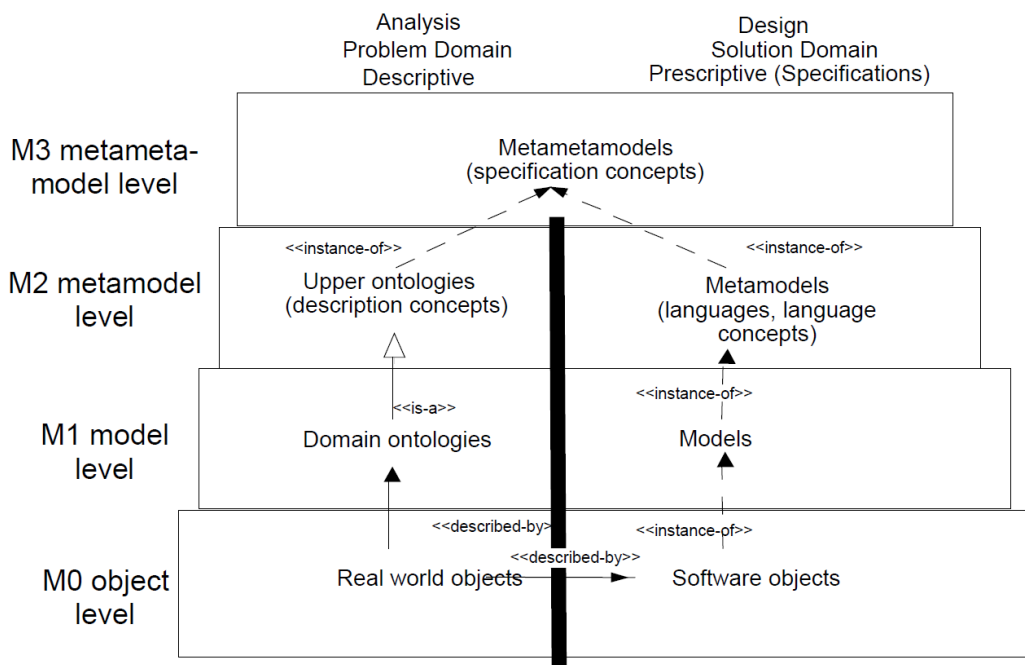 Analysis
Problem Domain
Descriptive
Design
Solution Domain
Prescriptive (Specifications)
M3 metameta-
model level
Metametamodels
(specification concepts)
<<instance-of>>
<<instance-of>>
M2 metamodel
level
Upper ontologies
(description concepts)
Metamodels
(languages, language
concepts)
<<is-a>>
<<instance-of>>
M1 model
level
Domain ontologies
Models
<<described-by>
<<instance-of>>
<<described-by>>
M0 object
level
Real world objects
Software objects